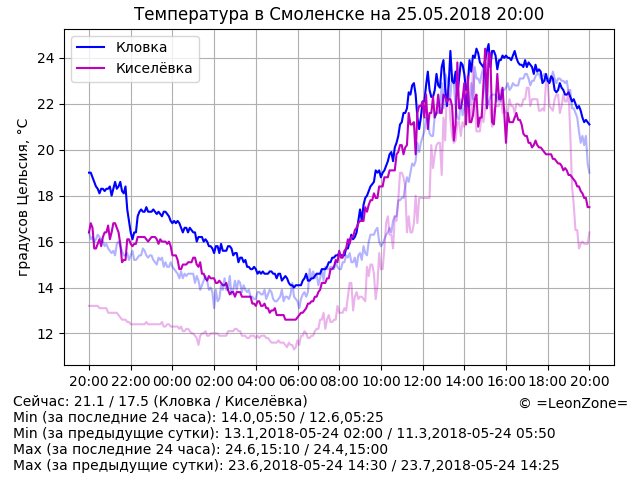 Температура в Смоленске на 25.05.2018 20:00
градусов Цельсия, °C
Кловка
Киселёвка
24
22
20
18
16
14
12
20:00 22:00 00:00 02:00 04:00 06:00 08:00 10:00 12:00 14:00 16:00 18:00 20:00
Сейчас: 21.1 / 17.5 (Кловка / Киселёвка)
© =LeonZone=
Min (за последние 24 часа): 14.0,05:50 / 12.6,05:25
Min (за предыдущие сутки): 13.1,2018-05-24 02:00 / 11.3,2018-05-24 05:50
Max (за последние 24 часа): 24.6,15:10 / 24.4,15:00
Max (за предыдущие сутки): 23.6,2018-05-24 14:30 / 23.7,2018-05-24 14:25